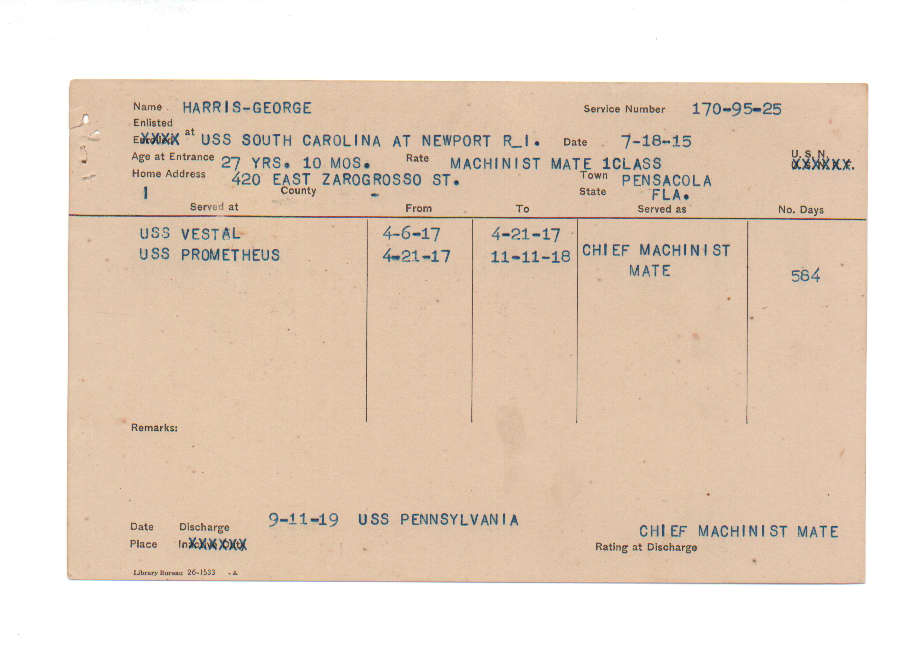 Name HARRIS-GEORGE Service Number 170-95-25
Enlisted
at USS SOUTH CAROLINA AT NEWPORT R_I. Date 7-18-15
Age at Entrance 27 YRS. 10 MOS. Rate MACHINIST MATE 1CLASS U.S.N.
Home Address 420 EAST ZAROGROSSO ST. Town PENSACOLA
1 County - State FLA.
Served at From To Served as No. Days
USS VESTAL 4-6-17 4-21-17
USS PROMETHEUS 4-21-17 11-11-18 CHIEF MACHINIST
MATE 584
Remarks:
9-11-19 USS PENNSYLVANIA
Date Discharge CHIEF MACHINIST MATE
Place Rating at Discharge
Library Bureau 26-1533 -A